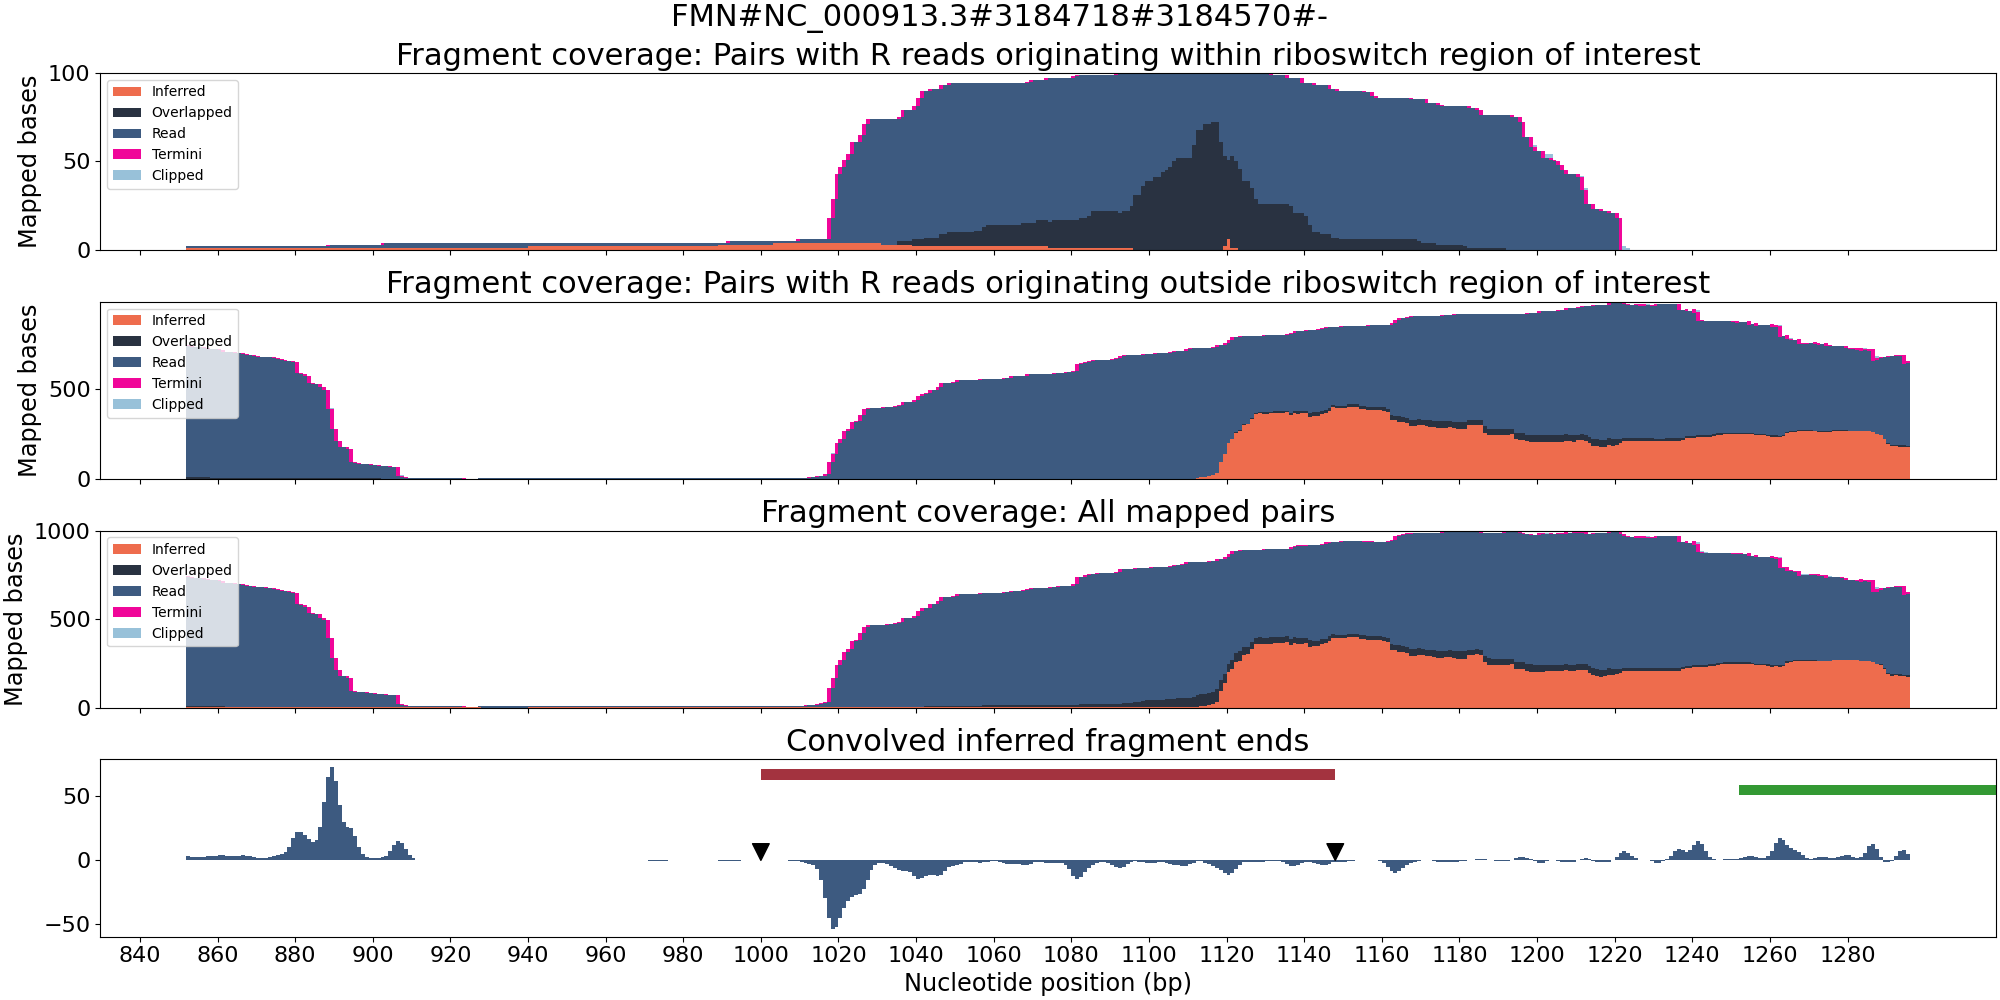 FMN#NC_000913.3#3184718#3184570#-
Fragment coverage: Pairs with R reads originating within riboswitch region of interest
Mapped bases
100
50
0
Inferred
Overlapped
Read
Termini
Clipped
Fragment coverage: Pairs with R reads originating outside riboswitch region of interest
Mapped bases
500
0
Inferred
Overlapped
Read
Termini
Clipped
Fragment coverage: All mapped pairs
Mapped bases
1000
500
0
Inferred
Overlapped
Read
Termini
Clipped
Convolved inferred fragment ends
50
0
−50
840 860 880 900 920 940 960 980 1000 1020 1040 1060 1080 1100 1120 1140 1160 1180 1200 1220 1240 1260 1280
Nucleotide position (bp)